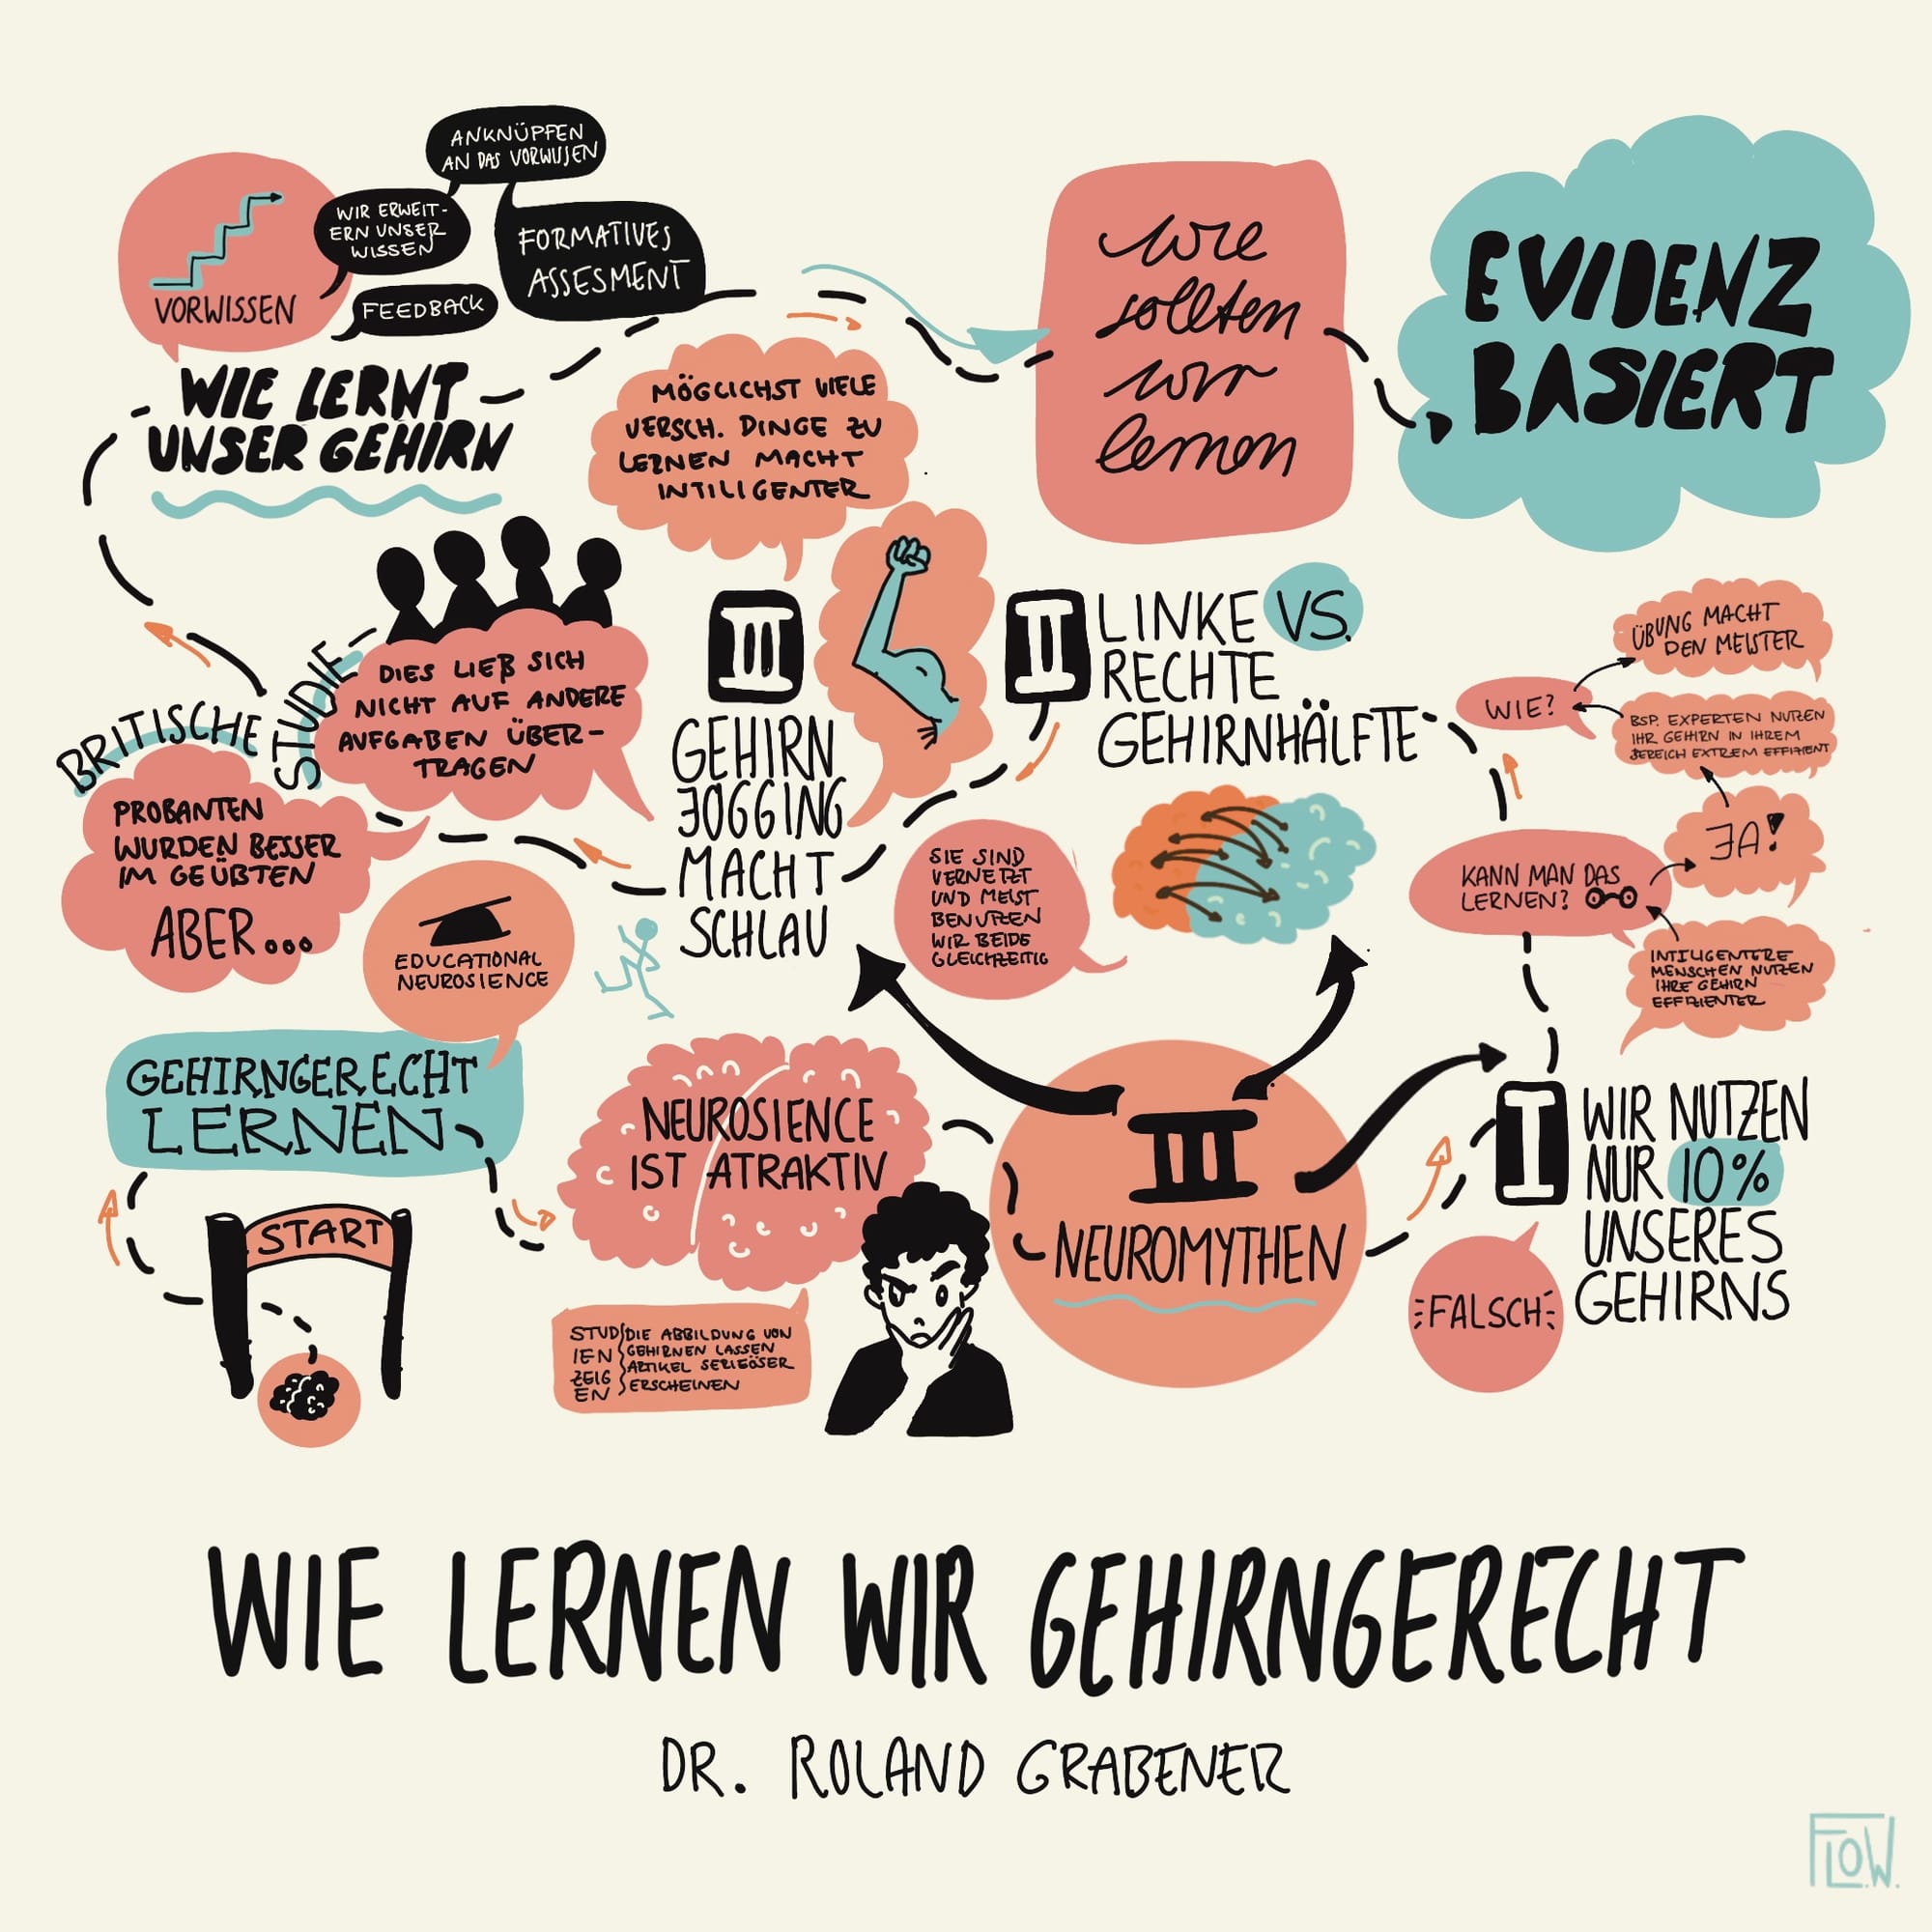 ANKNÜPFEN
AN DAS VORWISSEN
WIR ERWEIT-
ERN UNSER
WISSEN
FORMATIVES
ASSESMENT
FEEDBACK
VORWISSEN
WIE LERNT
UNSER GEHIRN
wie
sollten
wir
lernen
EVIDENZ
BASIERT
MÖGLICHST VIELE
VERSCH. DINGE ZU
LERNEN MACHT
INTILIGENTER
BRITISCHE
STUDIE
DIES LIEß SICH
NICHT AUF ANDERE
AUFGABEN ÜBER-
TRAGEN
PROBANTEN
WURDEN BESSER
IM GEÜBTEN
ABER...
III
GEHIRN
JOGGING
MACHT
SCHLAU
II
LINKE VS.
RECHTE
GEHIRNHÄLFTE
SIE SIND
VERNETZT
UND MEIST
BENUTZEN
WIR BEIDE
GLEICHZEITIG
ÜBUNG MACHT
DEN MEISTER
WIE?
BSP. EXPERTEN NUTZEN
IHR GEHIRN IN IHREM
BEREICH EXTREM EFFIZIENT
JA!
KANN MAN DAS
LERNEN?
INTILIGENTERE
MENSCHEN NUTZEN
IHRE GEHIRN
EFFIZIENTER
EDUCATIONAL
NEUROSIENCE
GEHIRNGERECHT
LERNEN
START
NEUROSIENCE
IST ATRAKTIV
STUD
IEN
ZEIG
EN
DIE ABBILDUNG VON
GEHIRNEN LASSEN
ARTIKEL SERIEÖSER
ERSCHEINEN
III
NEUROMYTHEN
I
WIR NUTZEN
NUR 10%
UNSERES
GEHIRNS
FALSCH
WIE LERNEN WIR GEHIRNGERECHT
DR. ROLAND GRABENER
FLO.W.